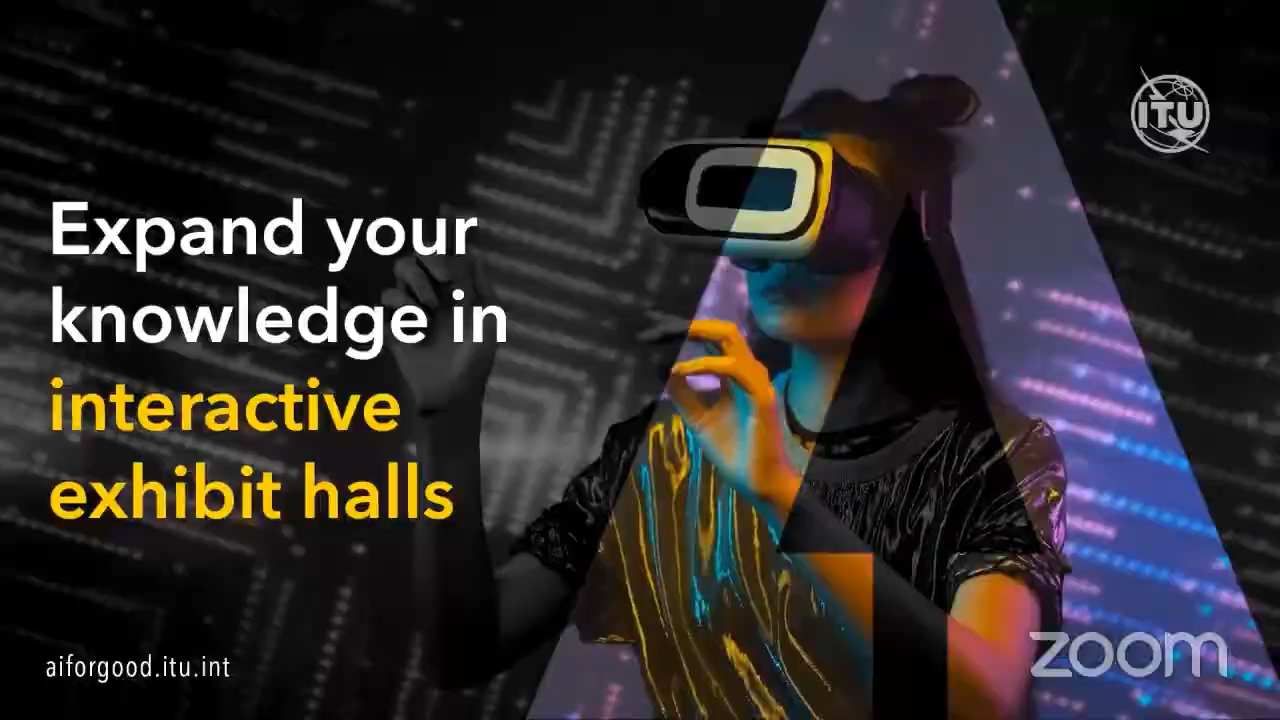 ITU
Expand your
knowledge in
interactive
exhibit halls
aiforgood.itu.int
zoom